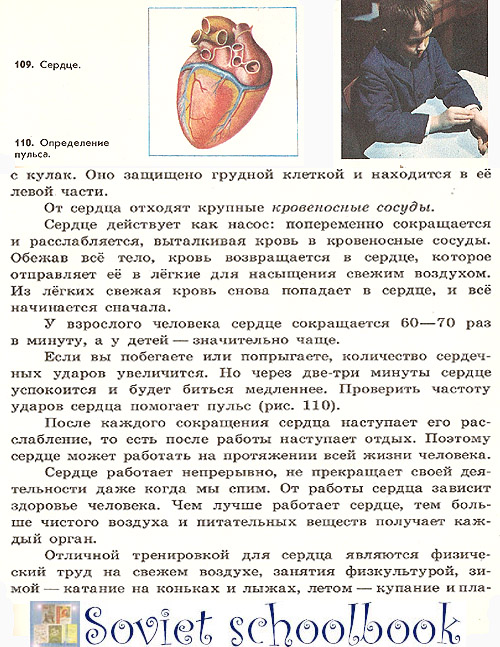 109. Сердце.
110. Определение
пульса.
с кулак. Оно защищено грудной клеткой и находится в её
левой части.
От сердца отходят крупные кровеносные сосуды.
Сердце действует как насос: попеременно сокращается
и расслабляется, выталкивая кровь в кровеносные сосуды.
Обежав всё тело, кровь возвращается в сердце, которое
отправляет её в лёгкие для насыщения свежим воздухом.
Из лёгких свежая кровь снова попадает в сердце, и всё
начинается сначала.
У взрослого человека сердце сокращается 60—70 раз
в минуту, а у детей — значительно чаще.
Если вы побегаете или попрыгаете, количество сердеч-
ных ударов увеличится. Но через две-три минуты сердце
успокоится и будет биться медленнее. Проверить частоту
ударов сердца помогает пульс (рис. 110).
После каждого сокращения сердца наступает его рас-
слабление, то есть после работы наступает отдых. Поэтому
сердце может работать на протяжении всей жизни человека.
Сердце работает непрерывно, не прекращает своей дея-
тельности даже когда мы спим. От работы сердца зависит
здоровье человека. Чем лучше работает сердце, тем боль-
ше чистого воздуха и питательных веществ получает каж-
дый орган.
Отличной тренировкой для сердца являются физиче-
ский труд на свежем воздухе, занятия физкультурой, зи-
мой — катание на коньках и лыжах, летом — купание и пла-
Soviet schoolbook